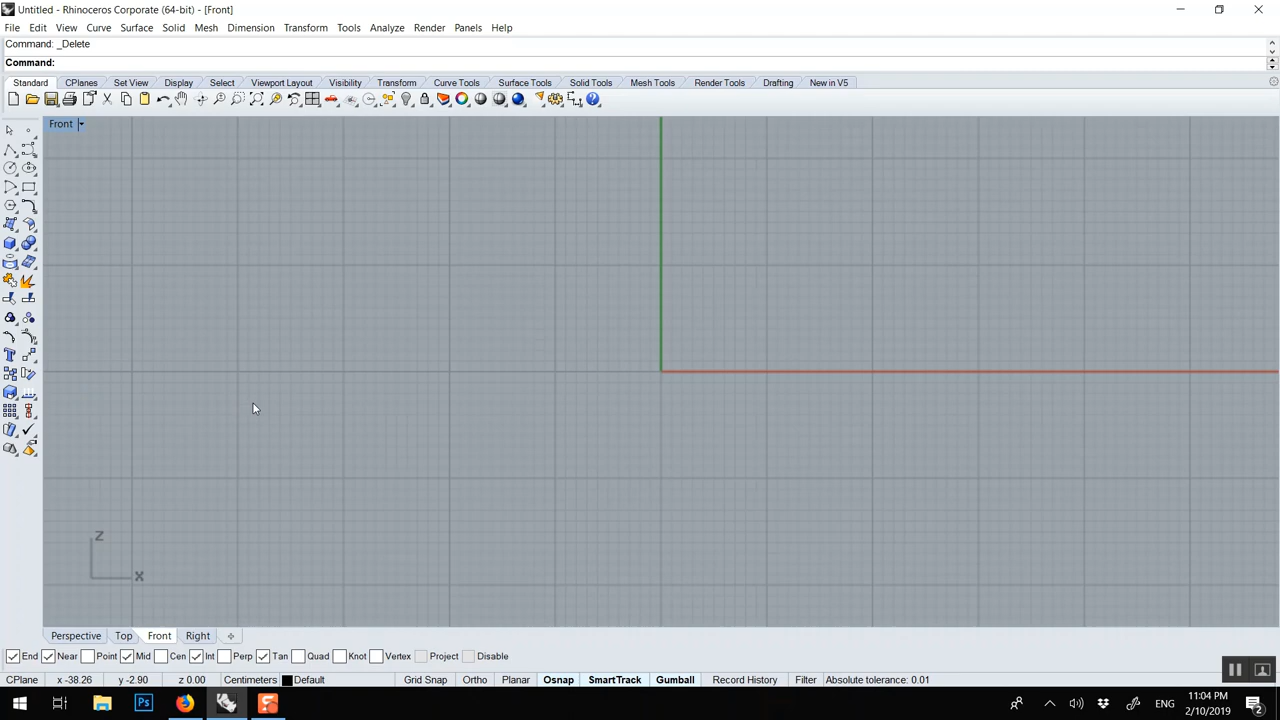 Untitled - Rhinoceros Corporate (64-bit) - [Front]
File Edit View Curve Surface Solid Mesh Dimension Transform Tools Analyze Render Panels Help
Command: _Delete
Command:
Standard CPlanes Set View Display Select Viewport Layout Visibility Transform Curve Tools Surface Tools Solid Tools Mesh Tools Render Tools Drafting New in V5
Front
Z
X
Perspective Top Front Right
End Near Point Mid Cen Int Perp Tan Quad Knot Vertex Project Disable
CPlane x -38.26 y -2.90 z 0.00 Centimeters Default Grid Snap Ortho Planar Osnap SmartTrack Gumball Record History Filter Absolute tolerance: 0.01
Ps
ENG
11:04 PM
2/10/2019
2